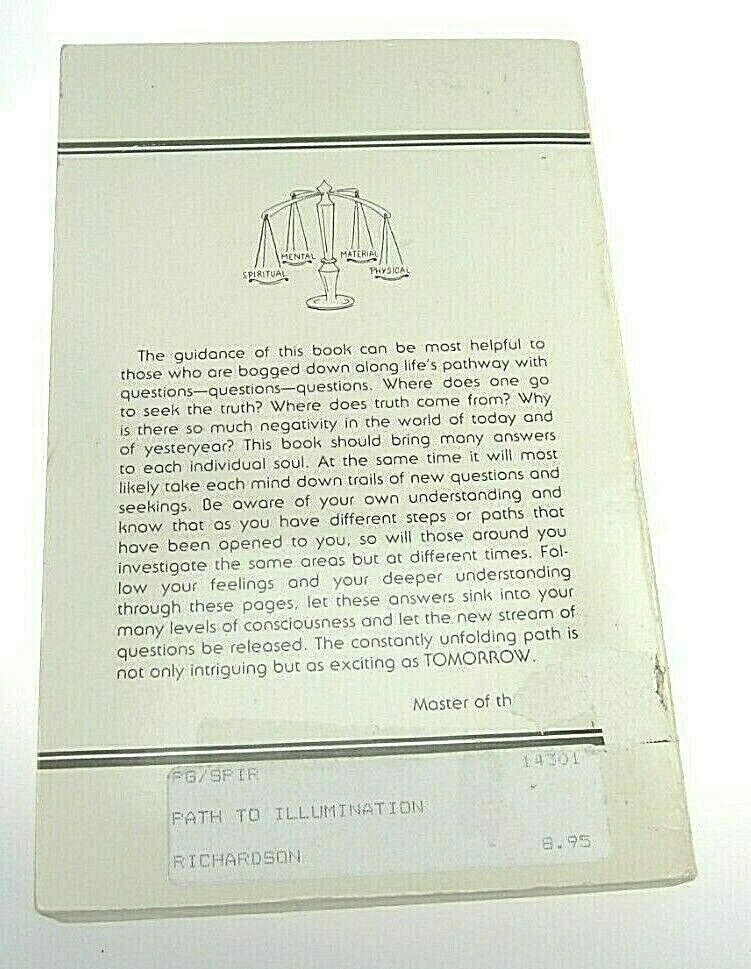 MENTAL MATERIAL
SPIRITUAL PHYSICAL
The guidance of this book can be most helpful to
those who are bogged down along life's pathway with
questions—questions—questions. Where does one go
to seek the truth? Where does truth come from? Why
is there so much negativity in the world of today and
of yesteryear? This book should bring many answers
to each individual soul. At the same time it will most
likely take each mind down trails of new questions and
seekings. Be aware of your own understanding and
know that as you have different steps or paths that
have been opened to you, so will those around you
investigate the same areas but at different times. Fol-
low your feelings and your deeper understanding
through these pages, let these answers sink into your
many levels of consciousness and let the new stream of
questions be released. The constantly unfolding path is
not only intriguing but as exciting as TOMORROW.
Master of th
PG/SPIR 14301
PATH TO ILLUMINATION
RICHARDSON 8.95